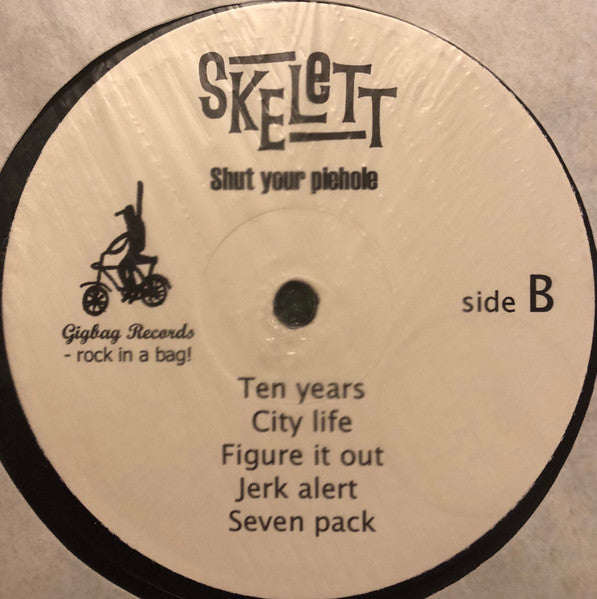 SKELETT
Shut your piehole
side B
Gigbag Records
- rock in a bag!
Ten years
City life
Figure it out
Jerk alert
Seven pack